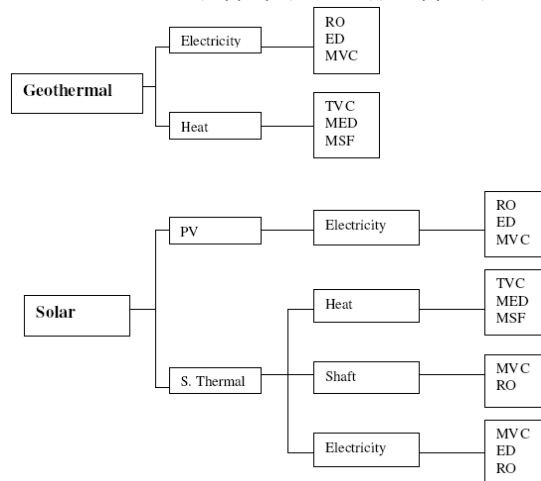 Electricity
RO
ED
MVC
Geothermal
Heat
TVC
MED
MSF
PV
Electricity
RO
ED
MVC
Solar
Heat
TVC
MED
MSF
S. Thermal
Shaft
MVC
RO
Electricity
MVC
ED
RO